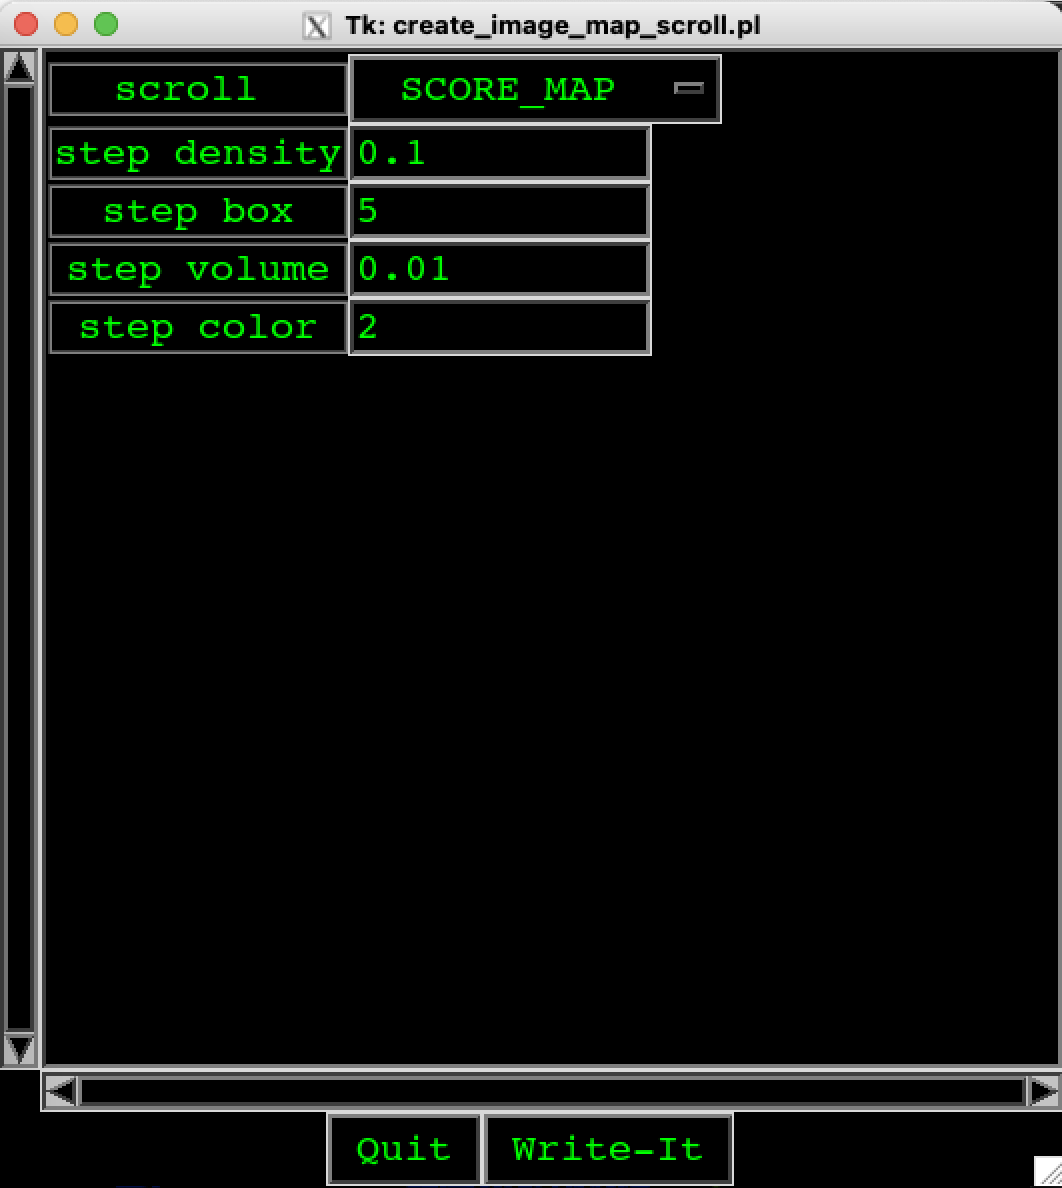 Tk: create_image_map_scroll.pl
scroll SCORE_MAP
step density 0.1
step box 5
step volume 0.01
step color 2
Quit Write-It